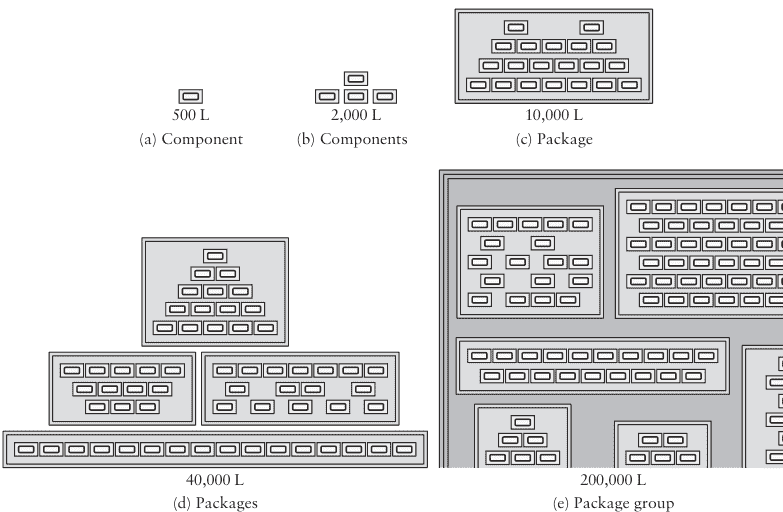 500 L
(a) Component
2,000 L
(b) Components
10,000 L
(c) Package
40,000 L
(d) Packages
200,000 L
(e) Package group